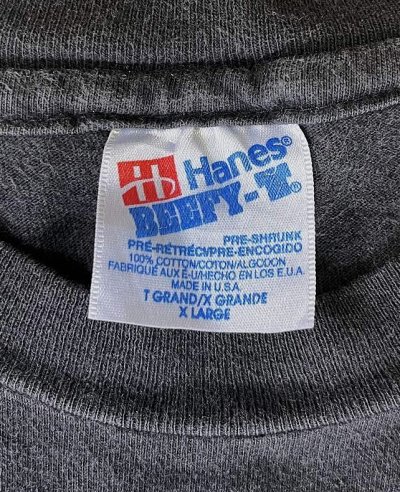 Hanes®
BEEFY-T®
PRE-SHRUNK
PRÉ-RÉTRÉCI/PRE-ENCOGIDO
100% COTTON/COTON/ALGODON
FABRIQUÉ AUX É-U/HECHO EN LOS E.U.A.
MADE IN U.S.A.
T GRAND/X GRANDE
X LARGE